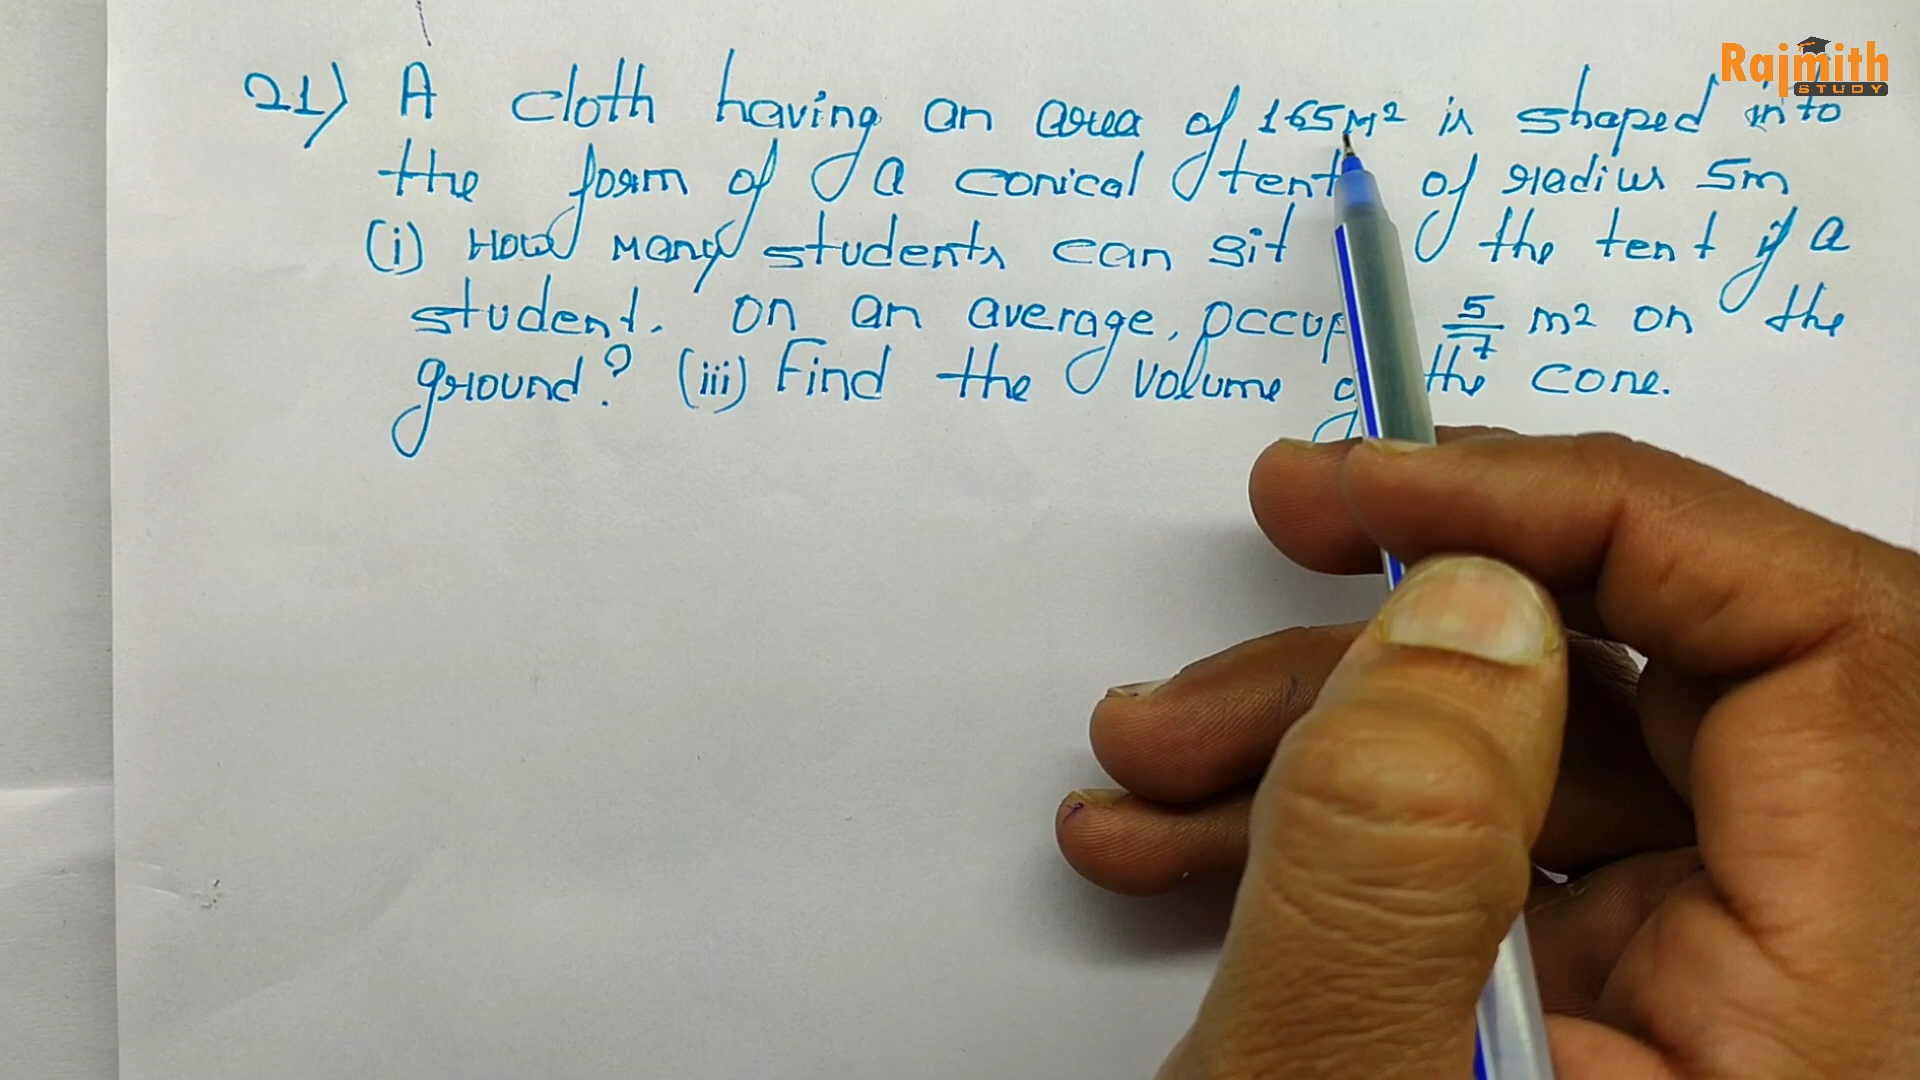 Rajmith
STUDY
21) A cloth having an area of 165M² is shaped into
the form of a conical tent of radius 5m
(i) How many students can sit the tent if a
student. on an average, occup 5/7 m² on the
ground? (iii) Find the volume the cone.